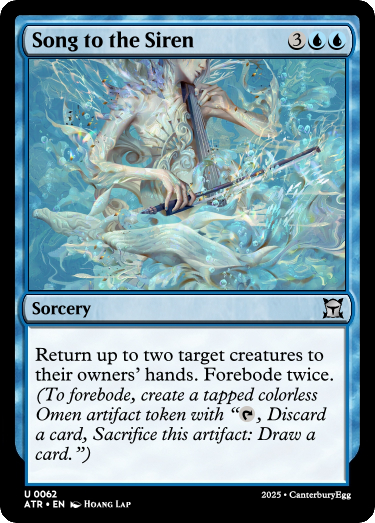 Song to the Siren 3
Sorcery
Return up to two target creatures to
their owners' hands. Forebode twice.
(To forebode, create a tapped colorless
Omen artifact token with “, Discard
a card, Sacrifice this artifact: Draw a
card.”)
U 0062
ATR • EN Hoang Lap
2025 • CanterburyEgg